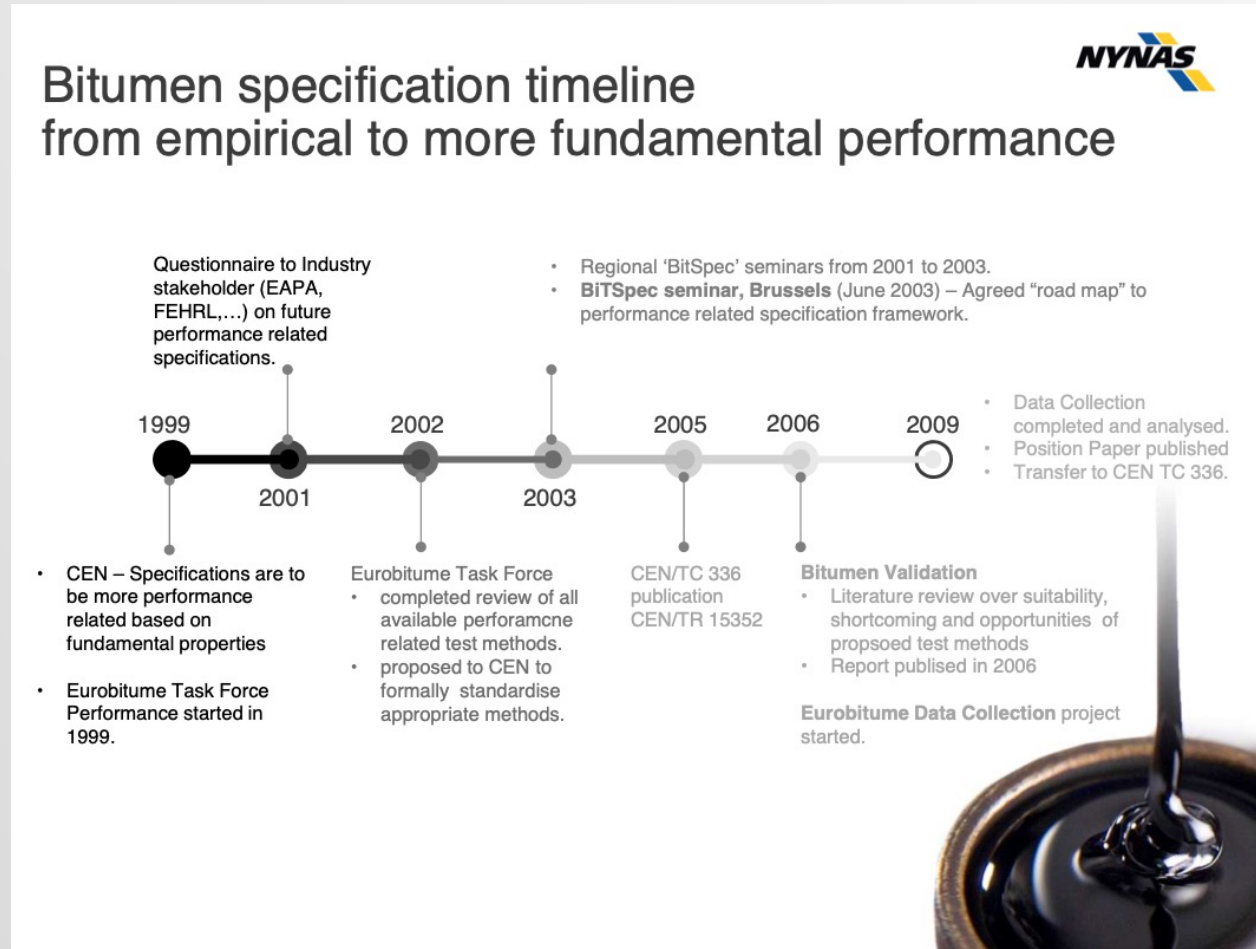 NYNAS
Bitumen specification timeline
from empirical to more fundamental performance
Questionnaire to Industry
stakeholder (EAPA,
FEHRL,...) on future
performance related
specifications.
• Regional ‘BitSpec’ seminars from 2001 to 2003.
• BiTSpec seminar, Brussels (June 2003) – Agreed “road map” to
performance related specification framework.
1999
2001
2002
2003
2005
2006
2009
• Data Collection
completed and analysed.
• Position Paper published
• Transfer to CEN TC 336.
• CEN – Specifications are to
be more performance
related based on
fundamental properties
• Eurobitume Task Force
Performance started in
1999.
Eurobitume Task Force
• completed review of all
available perforamcne
related test methods.
• proposed to CEN to
formally standardise
appropriate methods.
CEN/TC 336
publication
CEN/TR 15352
Bitumen Validation
• Literature review over suitability,
shortcoming and opportunities of
propsoed test methods
• Report publised in 2006
Eurobitume Data Collection project
started.